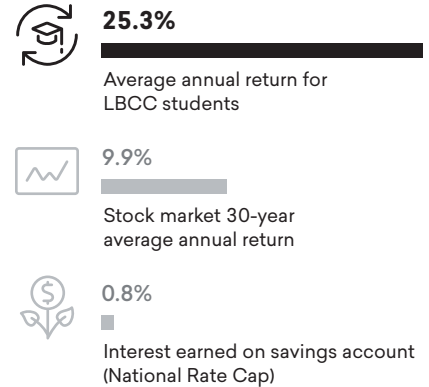 25.3%
Average annual return for
LBCC students
9.9%
Stock market 30-year
average annual return
$
0.8%
Interest earned on savings account
(National Rate Cap)